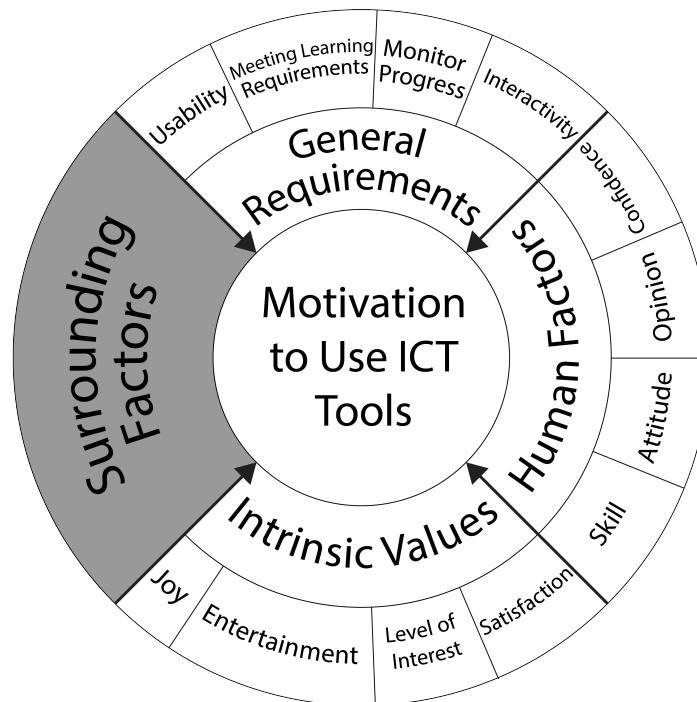 Usability
Meeting Learning
Requirements
Monitor
Progress
Interactivity
General
Requirements
Confidence
Opinion
Attitude
Skill
Human Factors
Surrounding
Factors
Motivation
to Use ICT
Tools
Intrinsic Values
Joy
Entertainment
Level of
Interest
Satisfaction